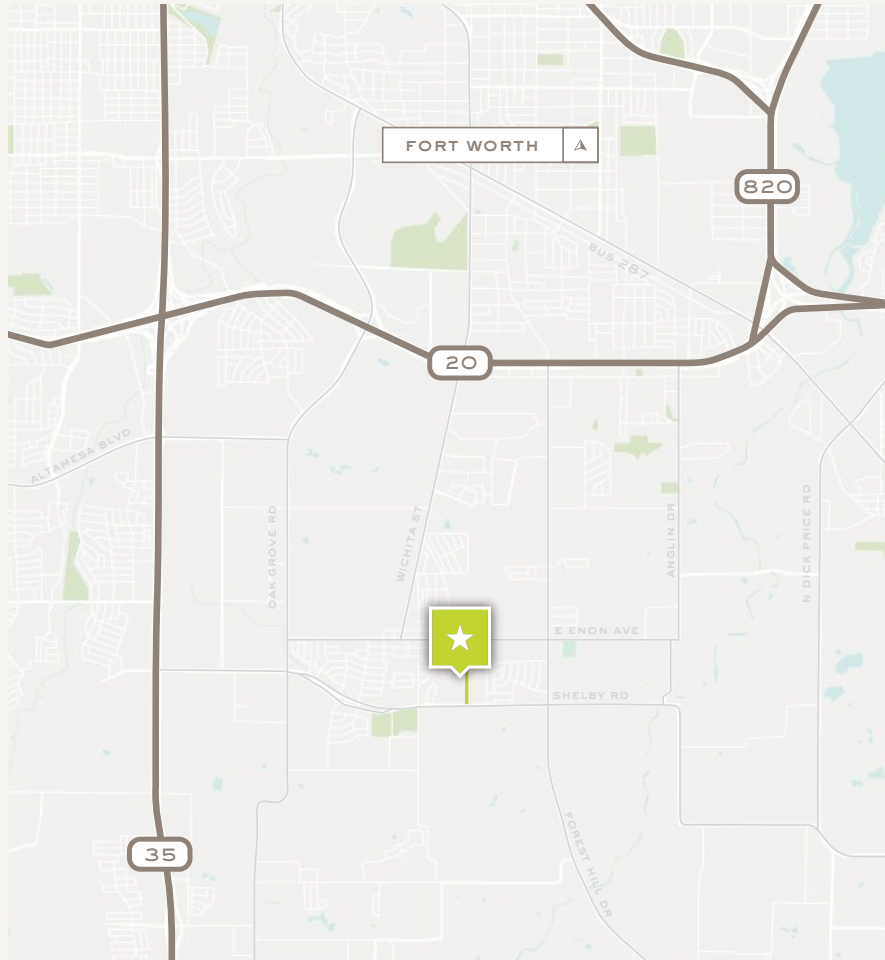 FORT WORTH
820
BUS 287
20
ALTAMESA BLVD
OAK GROVE RD
WICHITA ST
ANGLIN DR
N DICK PRICE RD
E ENON AVE
SHELBY RD
FOREST HILL DR
35